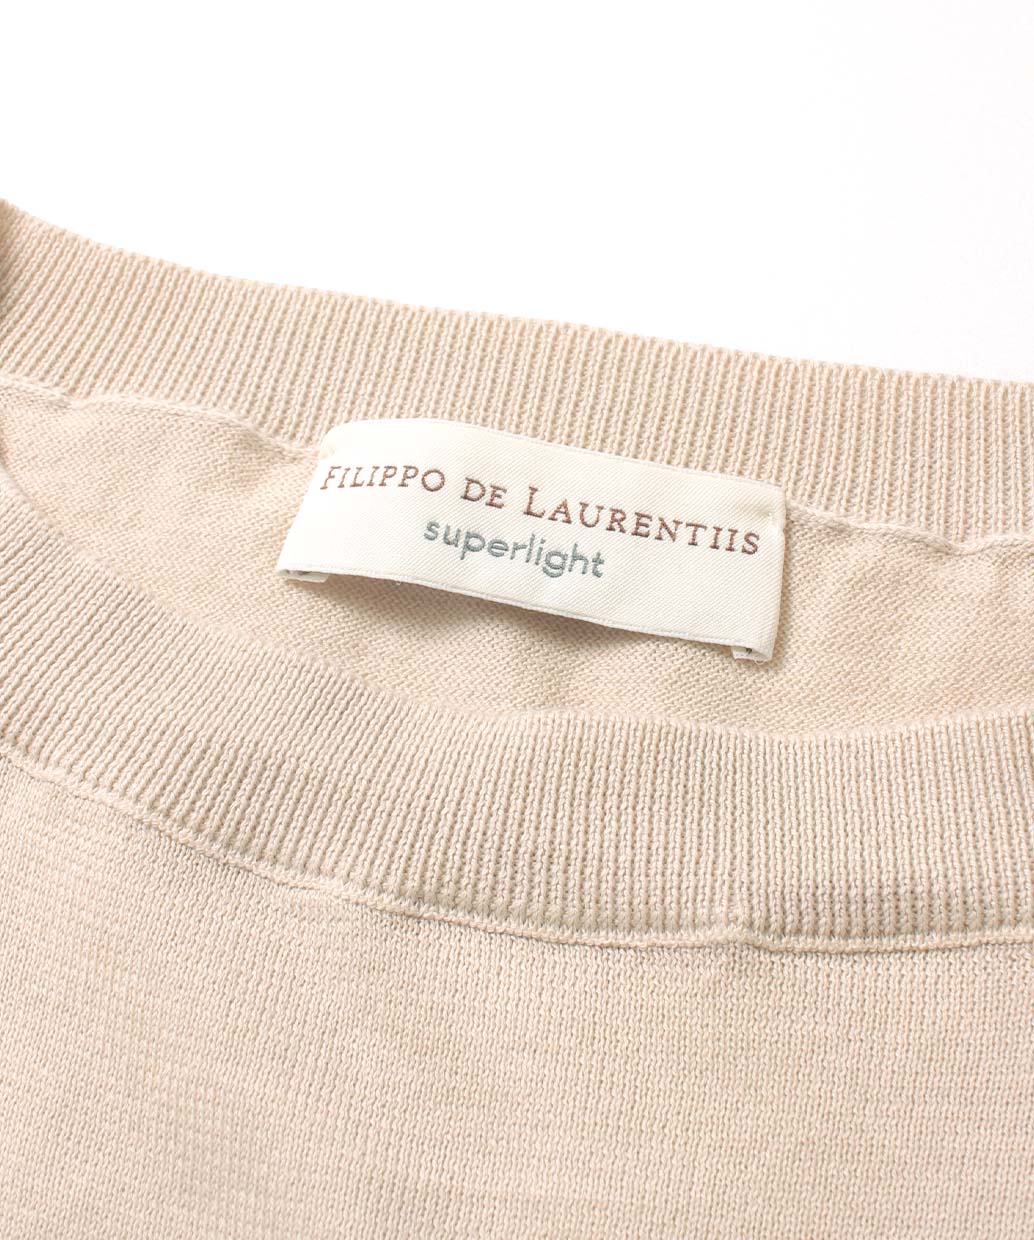 FILIPPO DE LAURENTIIS
superlight